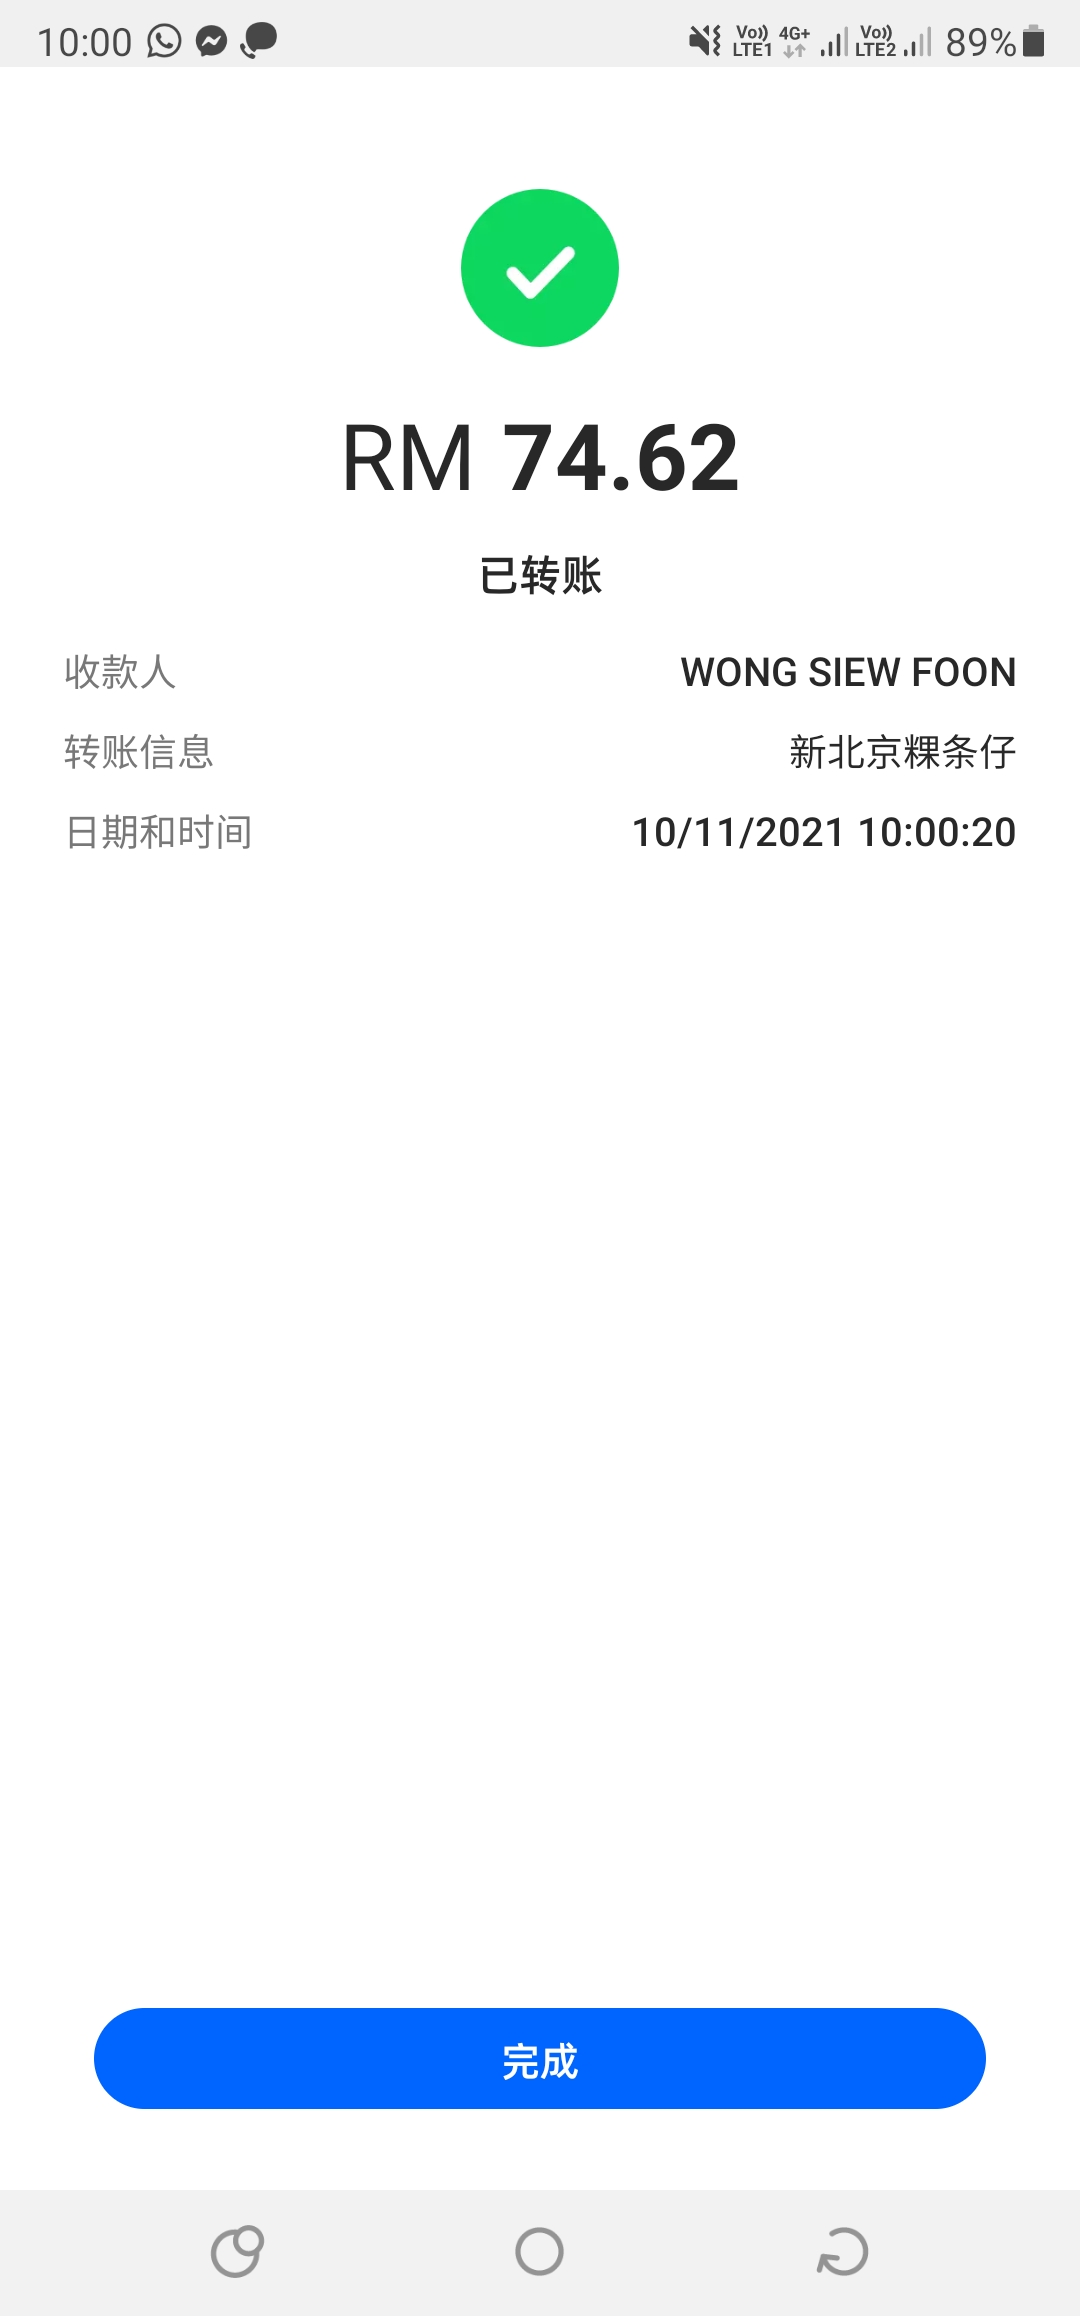 10:00 Vo)) LTE1 4G+ Vo)) LTE2 89%
RM 74.62
已转账
收款人 WONG SIEW FOON
转账信息 新北京粿条仔
日期和时间 10/11/2021 10:00:20
完成